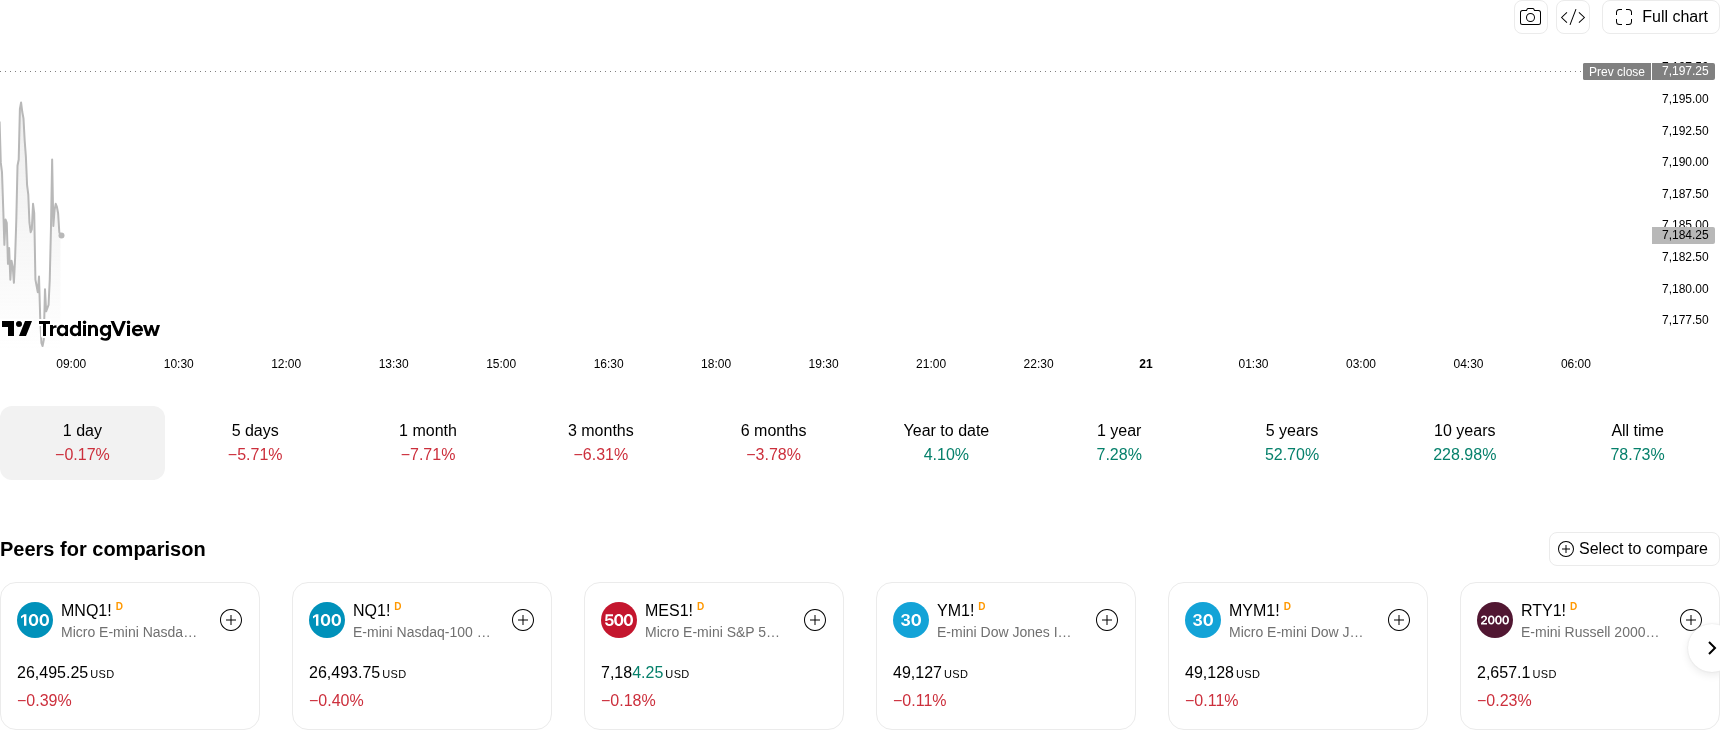 Full chart
Prev close 7,197.25
7,195.00
7,192.50
7,190.00
7,187.50
7,185.00
7,184.25
7,182.50
7,180.00
7,177.50
TradingView
09:00 10:30 12:00 13:30 15:00 16:30 18:00 19:30 21:00 22:30 21 01:30 03:00 04:30 06:00
1 day 5 days 1 month 3 months 6 months Year to date 1 year 5 years 10 years All time
−0.17% −5.71% −7.71% −6.31% −3.78% 4.10% 7.28% 52.70% 228.98% 78.73%
Peers for comparison
Select to compare
100 MNQ1! D
Micro E-mini Nasda…
26,495.25 USD
−0.39%
100 NQ1! D
E-mini Nasdaq-100 …
26,493.75 USD
−0.40%
500 MES1! D
Micro E-mini S&P 5…
7,184.25 USD
−0.18%
30 YM1! D
E-mini Dow Jones I…
49,127 USD
−0.11%
30 MYM1! D
Micro E-mini Dow J…
49,128 USD
−0.11%
2000 RTY1! D
E-mini Russell 2000…
2,657.1 USD
−0.23%